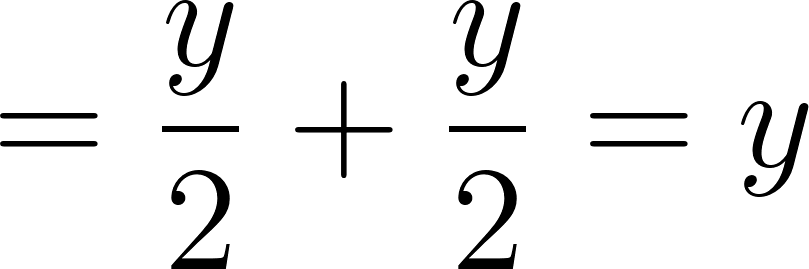 = y/2 + y/2 = y